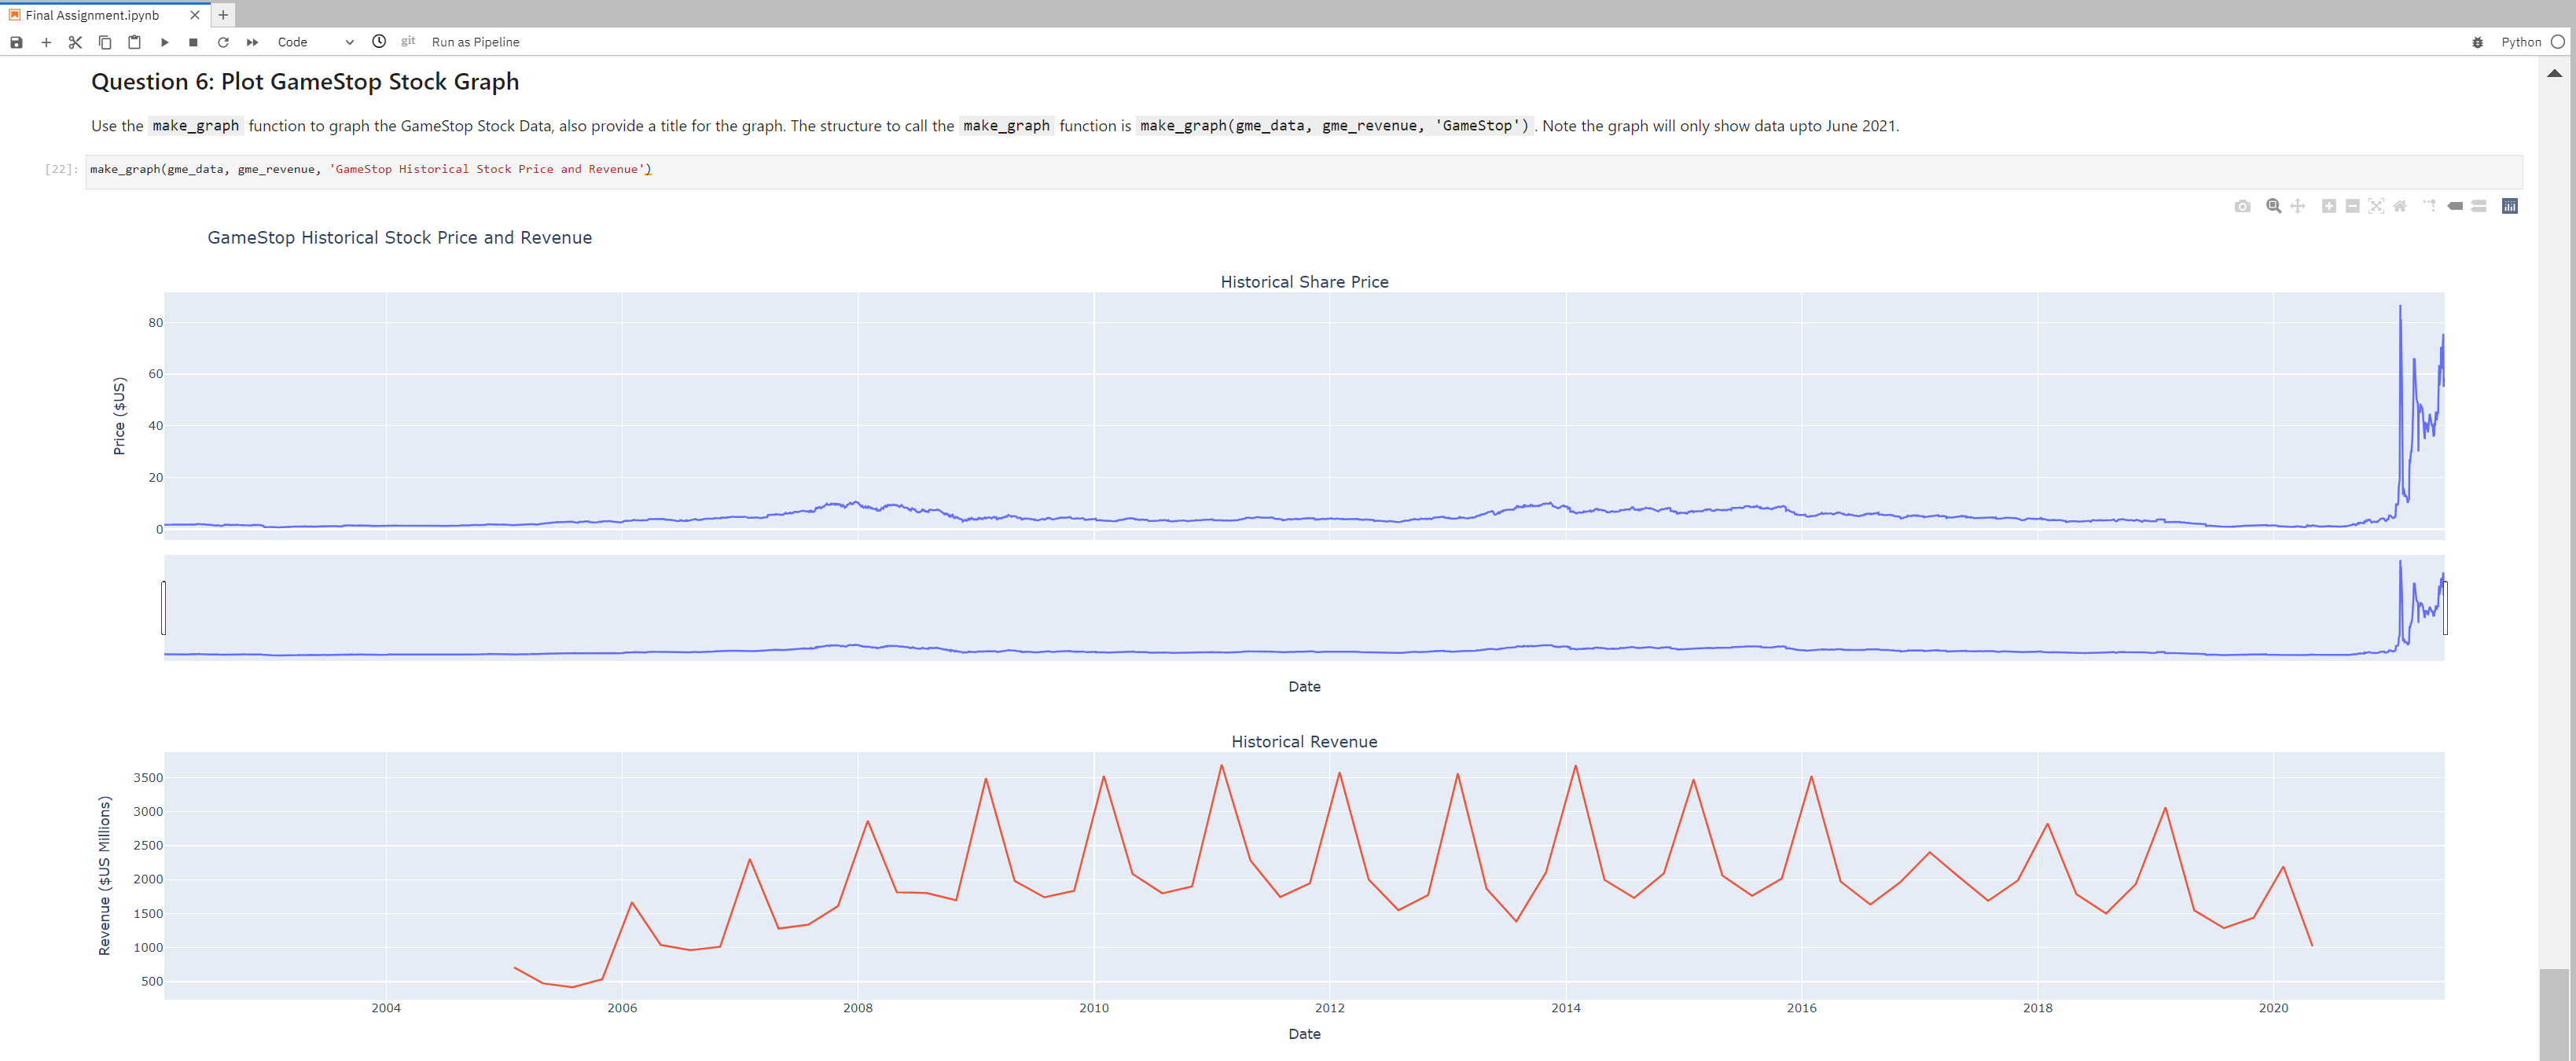 Final Assignment.ipynb
Code git Run as Pipeline Python
Question 6: Plot GameStop Stock Graph
Use the make_graph function to graph the GameStop Stock Data, also provide a title for the graph. The structure to call the make_graph function is make_graph(gme_data, gme_revenue, 'GameStop'). Note the graph will only show data upto June 2021.
[22]: make_graph(gme_data, gme_revenue, 'GameStop Historical Stock Price and Revenue')
GameStop Historical Stock Price and Revenue
Historical Share Price
Price ($US)
80
60
40
20
0
Date
Historical Revenue
Revenue ($US Millions)
3500
3000
2500
2000
1500
1000
500
2004 2006 2008 2010 2012 2014 2016 2018 2020
Date